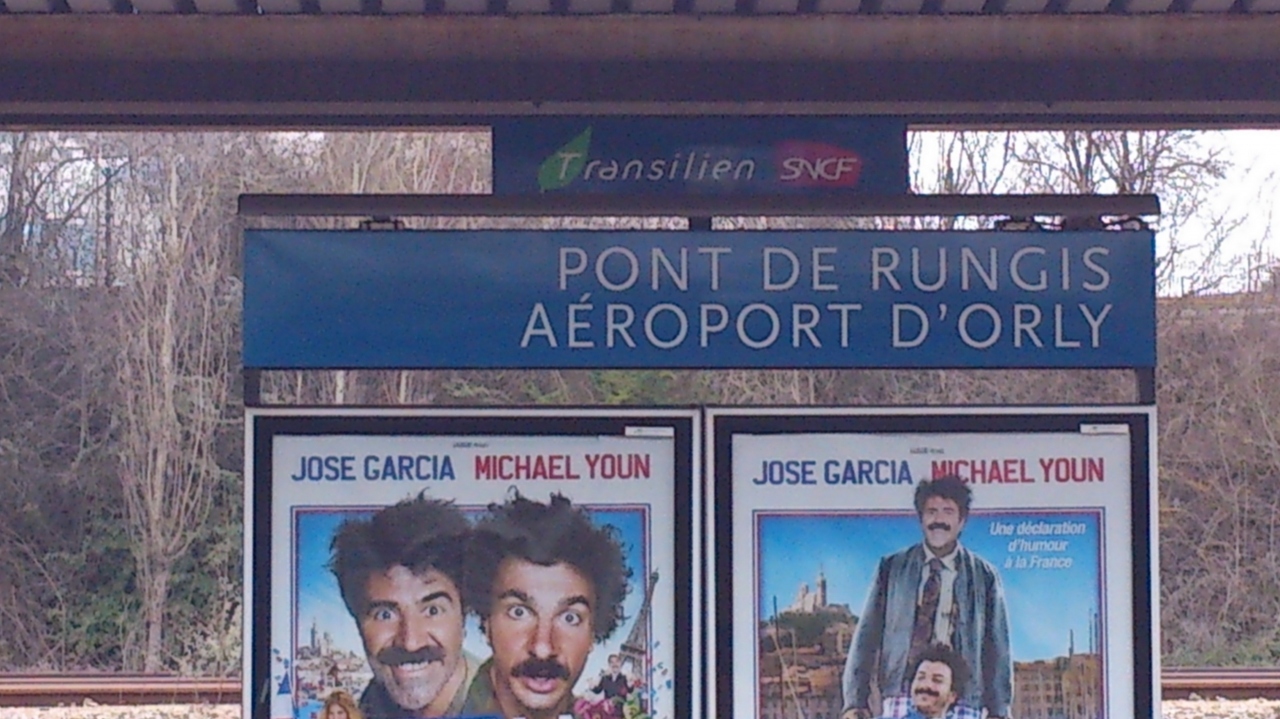 Transilien SNCF
PONT DE RUNGIS
AÉROPORT D'ORLY
JOSE GARCIA MICHAEL YOUN
JOSE GARCIA MICHAEL YOUN
Une déclaration
d'humour
à la France